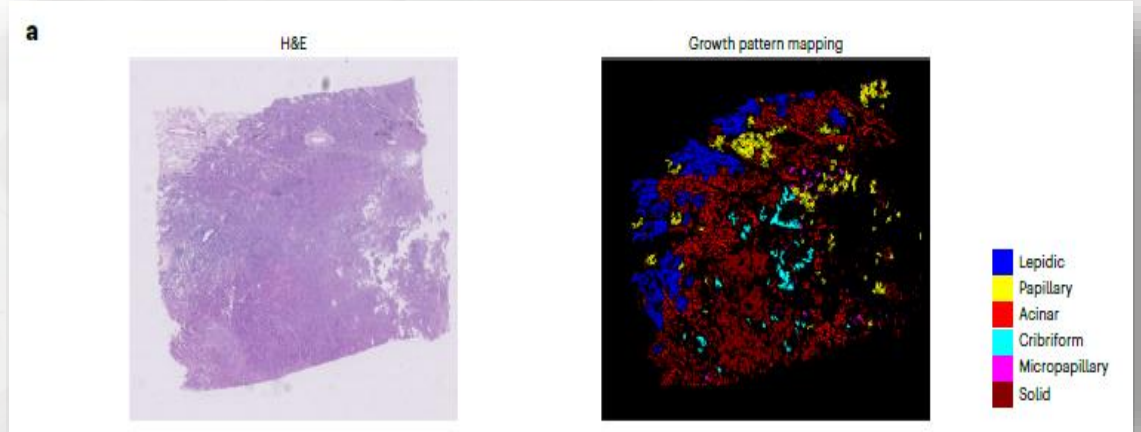 a
H&E
Growth pattern mapping
Lepidic
Papillary
Acinar
Cribriform
Micropapillary
Solid